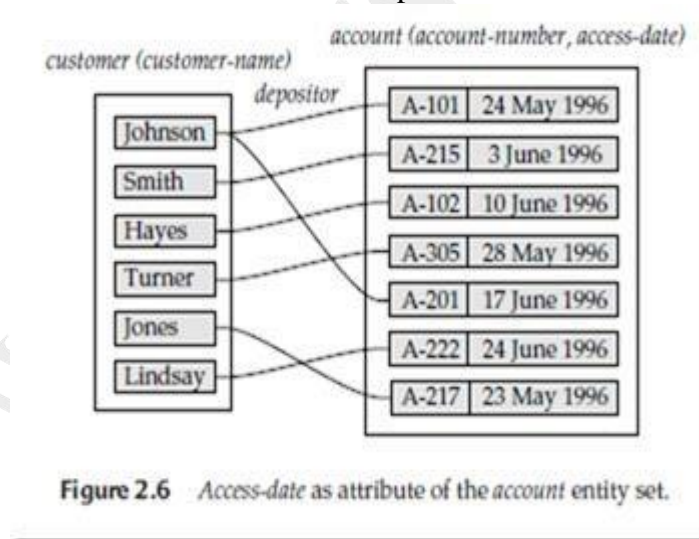 account (account-number, access-date)
customer (customer-name)
depositor
Johnson
Smith
Hayes
Turner
Jones
Lindsay
A-101 24 May 1996
A-215 3 June 1996
A-102 10 June 1996
A-305 28 May 1996
A-201 17 June 1996
A-222 24 June 1996
A-217 23 May 1996
Figure 2.6 Access-date as attribute of the account entity set.